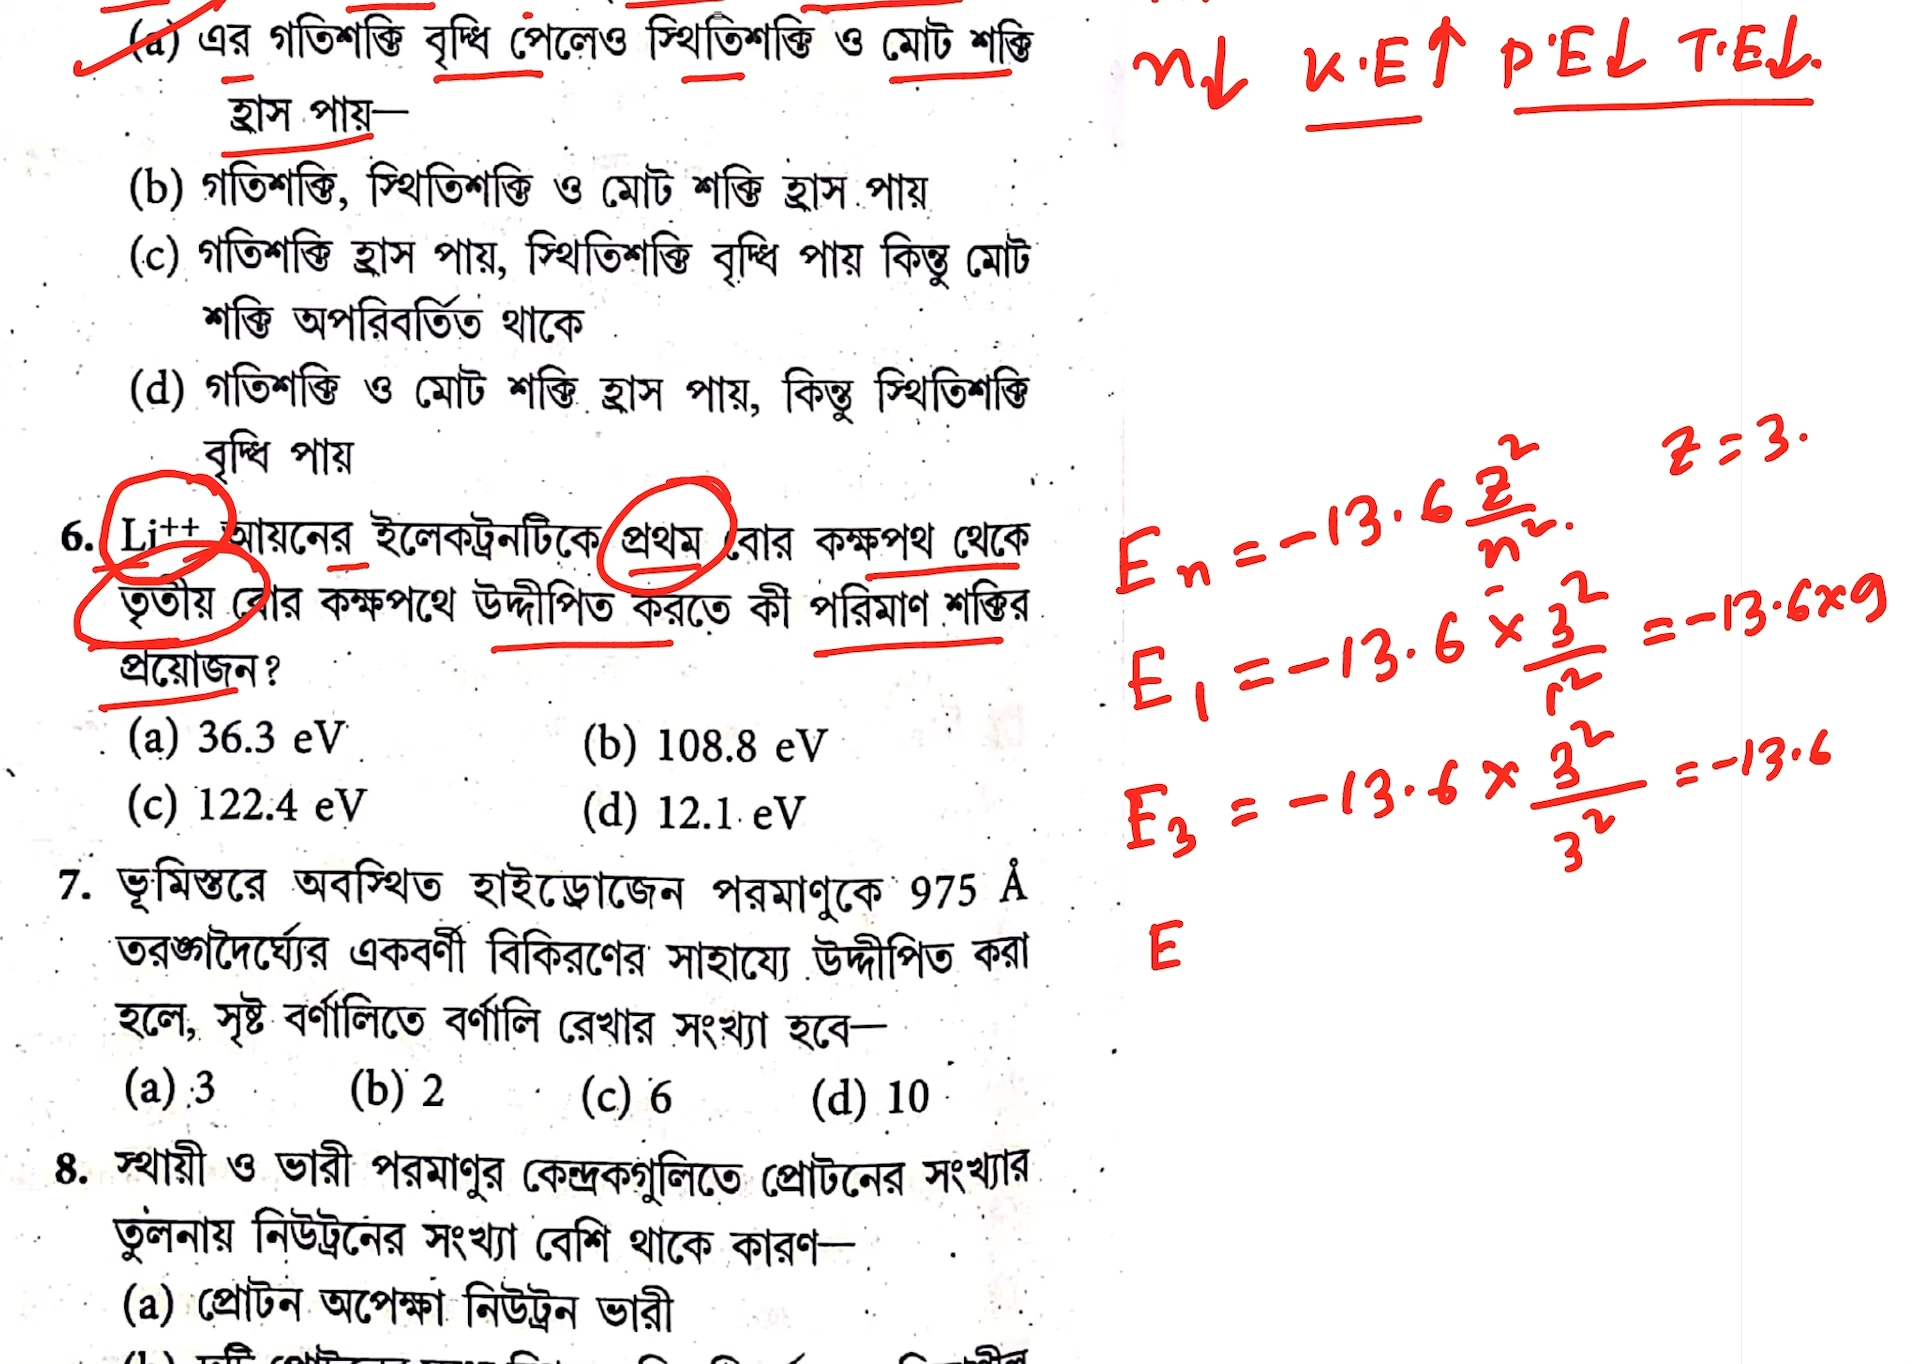 (a) এর গতিশক্তি বৃদ্ধি পেলেও স্থিতিশক্তি ও মোট শক্তি
হ্রাস পায়—
n↓ K.E↑ P.E↓ T.E↓.
(b) গতিশক্তি, স্থিতিশক্তি ও মোট শক্তি হ্রাস পায়
(c) গতিশক্তি হ্রাস পায়, স্থিতিশক্তি বৃদ্ধি পায় কিন্তু মোট
শক্তি অপরিবর্তিত থাকে
(d) গতিশক্তি ও মোট শক্তি হ্রাস পায়, কিন্তু স্থিতিশক্তি
বৃদ্ধি পায়
6. Li⁺⁺ আয়নের ইলেকট্রনটিকে প্রথম বোর কক্ষপথ থেকে
তৃতীয় বোর কক্ষপথে উদ্দীপিত করতে কী পরিমাণ শক্তির
প্রয়োজন?
(a) 36.3 eV (b) 108.8 eV
(c) 122.4 eV (d) 12.1 eV
z = 3.
Eₙ = -13.6 z²/n².
E₁ = -13.6 × 3²/1² = -13.6×9
E₃ = -13.6 × 3²/3² = -13.6
E
7. ভূমিস্তরে অবস্থিত হাইড্রোজেন পরমাণুকে 975 Å
তরঙ্গদৈর্ঘ্যের একবর্ণী বিকিরণের সাহায্যে উদ্দীপিত করা
হলে, সৃষ্ট বর্ণালিতে বর্ণালি রেখার সংখ্যা হবে—
(a) 3 (b) 2 (c) 6 (d) 10
8. স্থায়ী ও ভারী পরমাণুর কেন্দ্রকগুলিতে প্রোটনের সংখ্যার
তুলনায় নিউট্রনের সংখ্যা বেশি থাকে কারণ—
(a) প্রোটন অপেক্ষা নিউট্রন ভারী